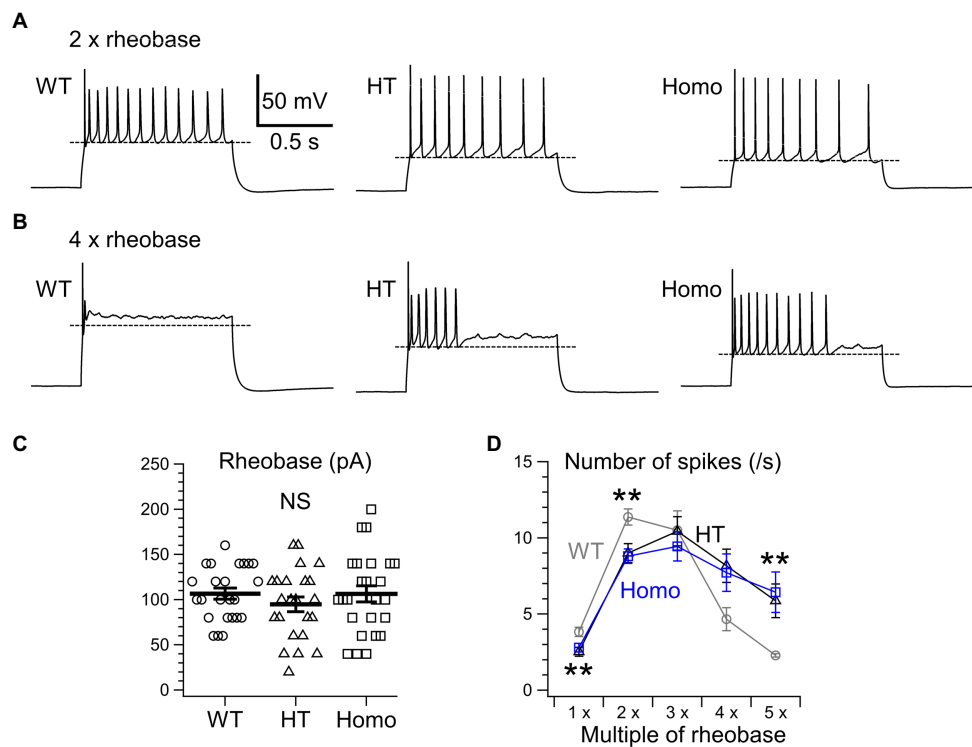 A
2 x rheobase
WT
50 mV
0.5 s
HT
Homo
B
4 x rheobase
WT
HT
Homo
C
Rheobase (pA)
NS
250
200
150
100
50
0
WT HT Homo
D
Number of spikes (/s)
15
10
5
0
**
**
**
WT
HT
Homo
1 x 2 x 3 x 4 x 5 x
Multiple of rheobase